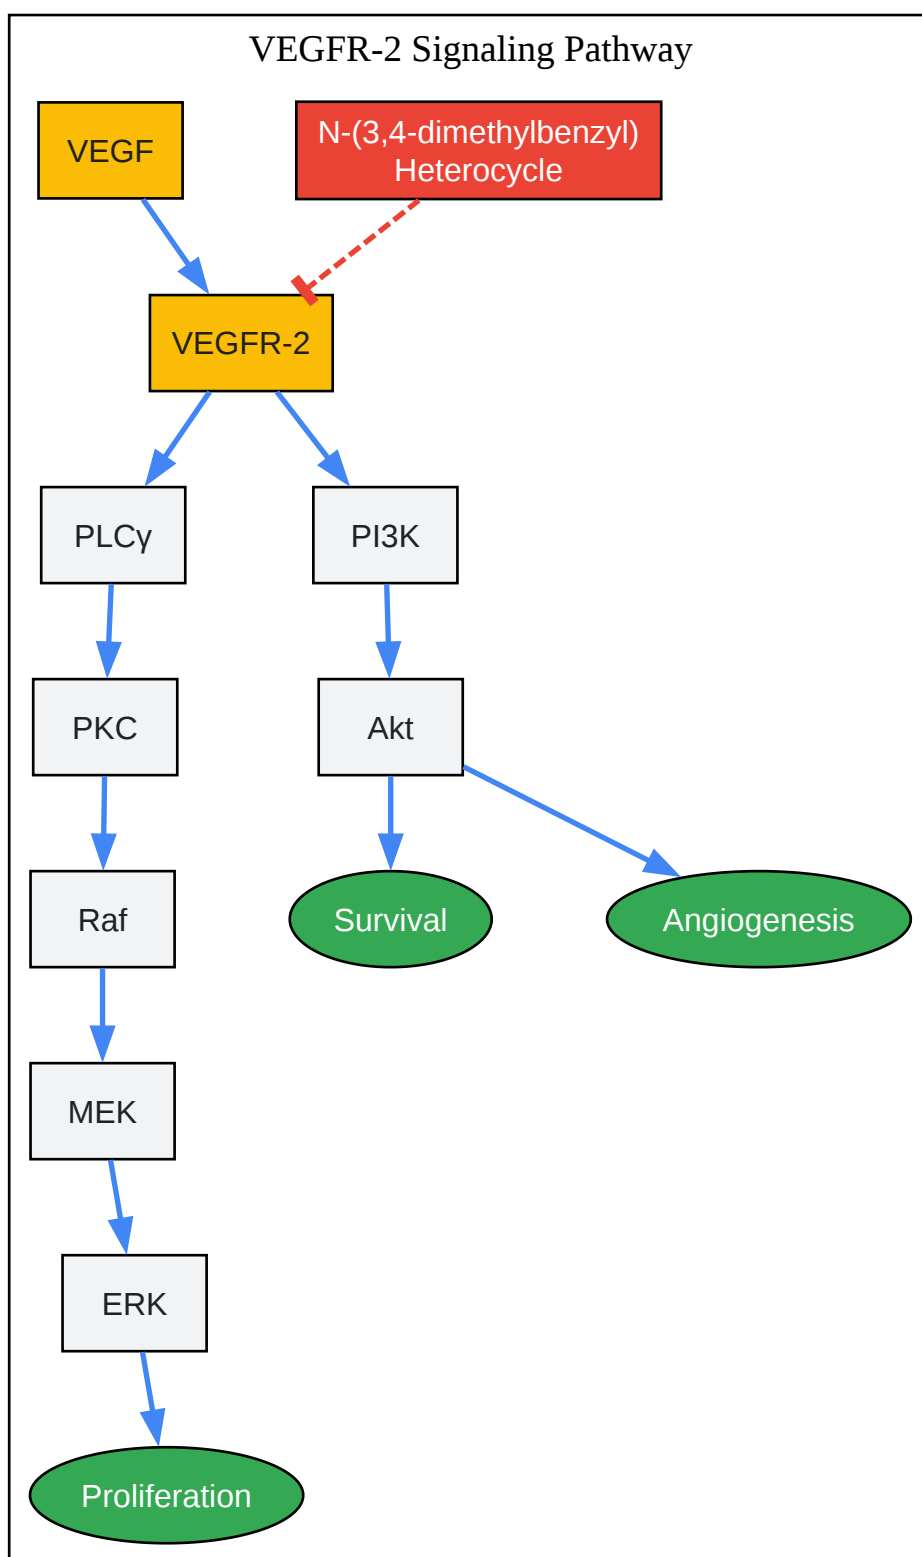 VEGFR-2 Signaling Pathway
VEGF
N-(3,4-dimethylbenzyl)
Heterocycle
VEGFR-2
PLCγ
PI3K
PKC
Akt
Raf
Survival
Angiogenesis
MEK
ERK
Proliferation